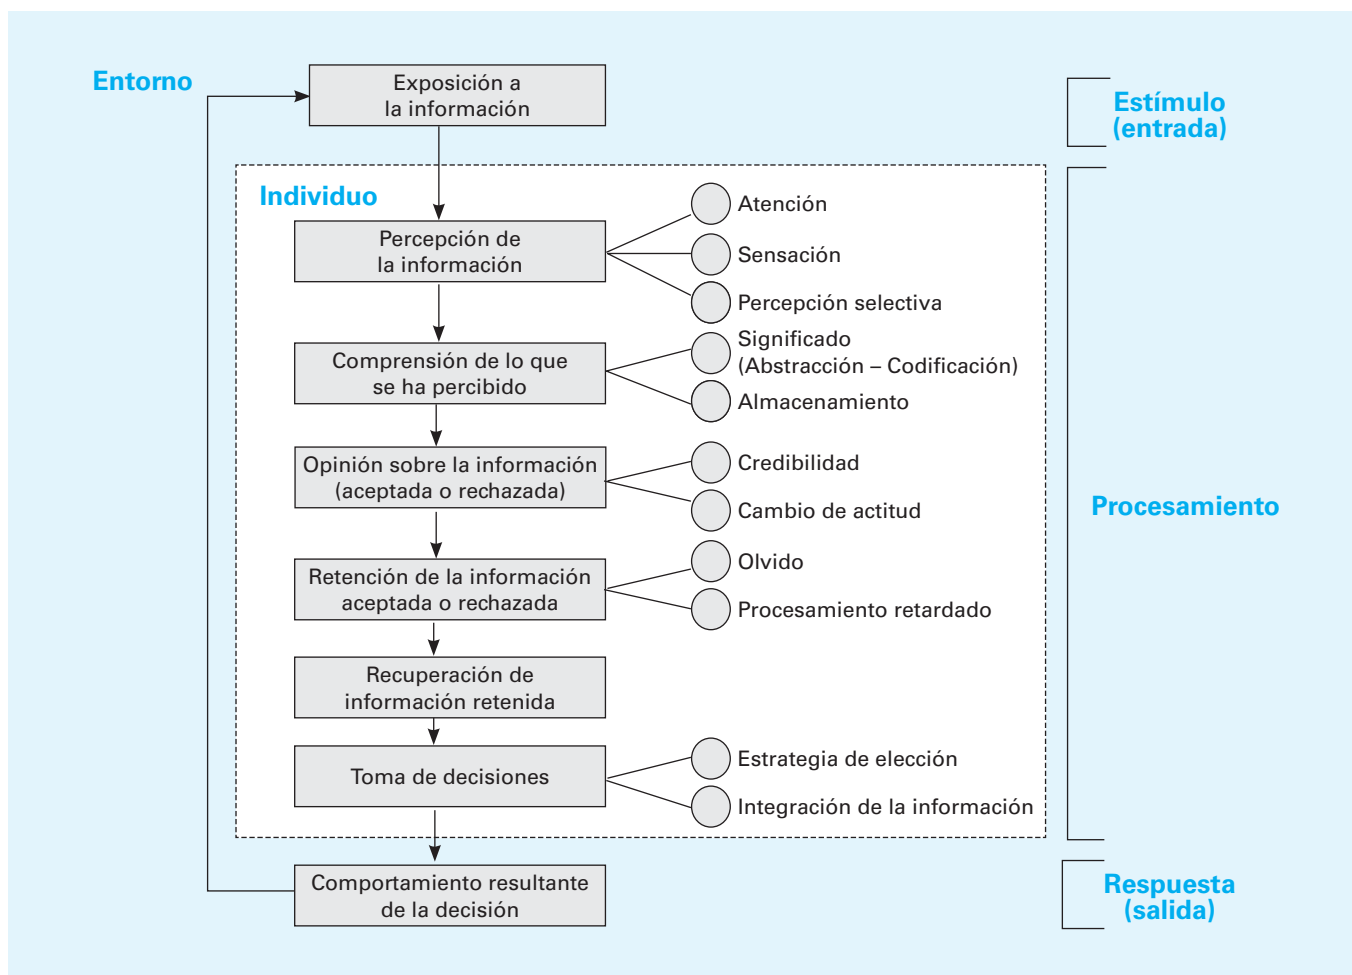 Entorno
Exposición a
la información
Estímulo
(entrada)
Individuo
Percepción de
la información
Atención
Sensación
Percepción selectiva
Comprensión de lo que
se ha percibido
Significado
(Abstracción – Codificación)
Almacenamiento
Opinión sobre la información
(aceptada o rechazada)
Credibilidad
Cambio de actitud
Procesamiento
Retención de la información
aceptada o rechazada
Olvido
Procesamiento retardado
Recuperación de
información retenida
Toma de decisiones
Estrategia de elección
Integración de la información
Comportamiento resultante
de la decisión
Respuesta
(salida)